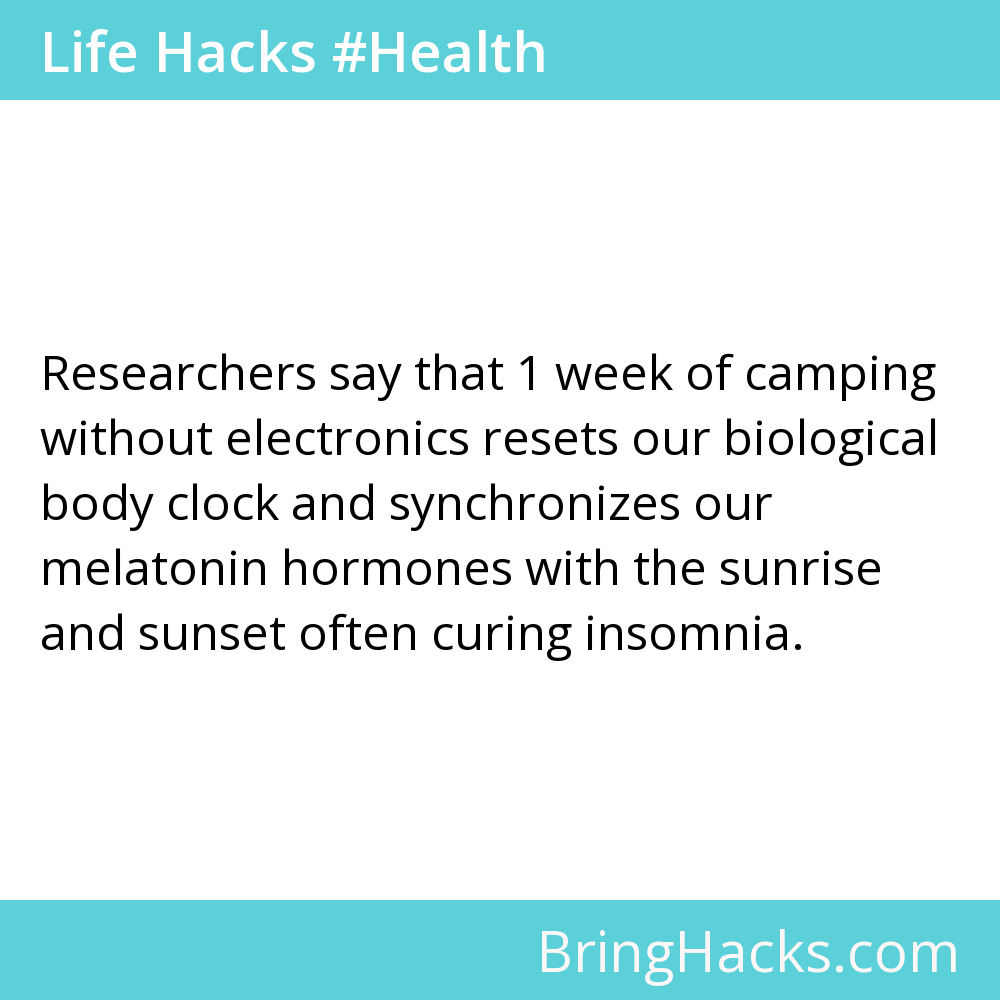 Life Hacks #Health
Researchers say that 1 week of camping
without electronics resets our biological
body clock and synchronizes our
melatonin hormones with the sunrise
and sunset often curing insomnia.
BringHacks.com